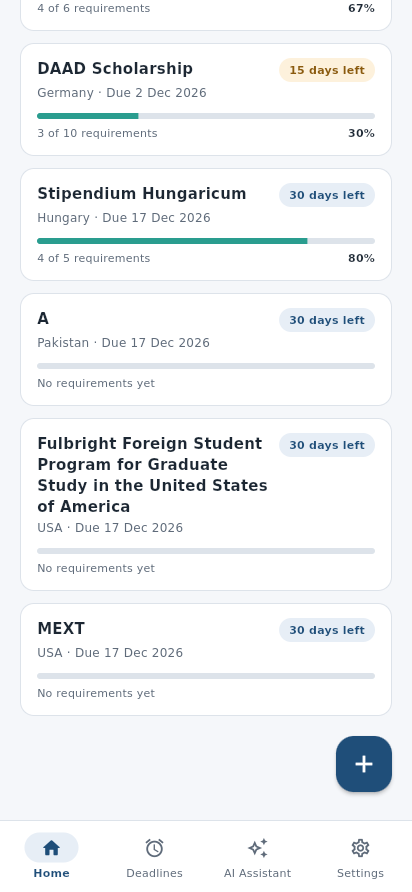 4 of 6 requirements 67%
DAAD Scholarship 15 days left
Germany · Due 2 Dec 2026
3 of 10 requirements 30%
Stipendium Hungaricum 30 days left
Hungary · Due 17 Dec 2026
4 of 5 requirements 80%
A 30 days left
Pakistan · Due 17 Dec 2026
No requirements yet
Fulbright Foreign Student 30 days left
Program for Graduate
Study in the United States
of America
USA · Due 17 Dec 2026
No requirements yet
MEXT 30 days left
USA · Due 17 Dec 2026
No requirements yet
+
Home Deadlines AI Assistant Settings